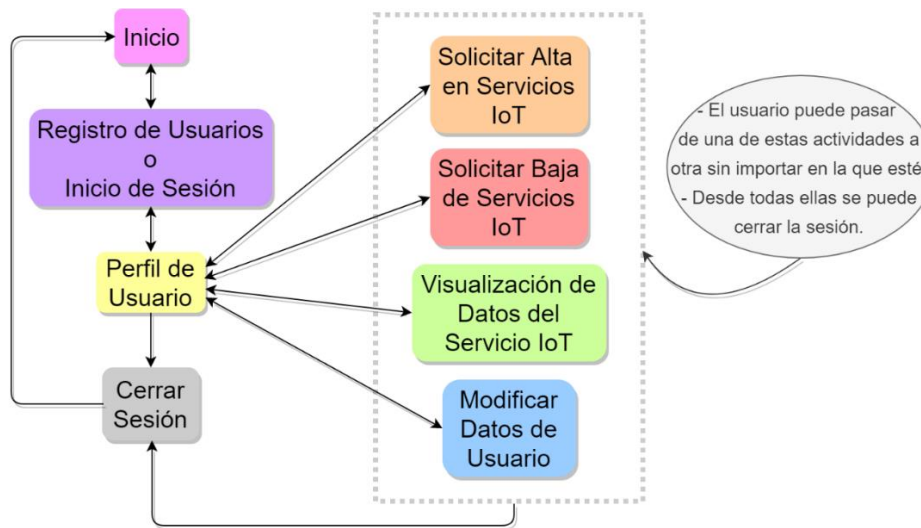 Inicio
Registro de Usuarios
o
Inicio de Sesión
Perfil de
Usuario
Cerrar
Sesión
Solicitar Alta
en Servicios
IoT
Solicitar Baja
de Servicios
IoT
Visualización de
Datos del
Servicio IoT
Modificar
Datos de
Usuario
- El usuario puede pasar
de una de estas actividades a
otra sin importar en la que esté
- Desde todas ellas se puede
cerrar la sesión.